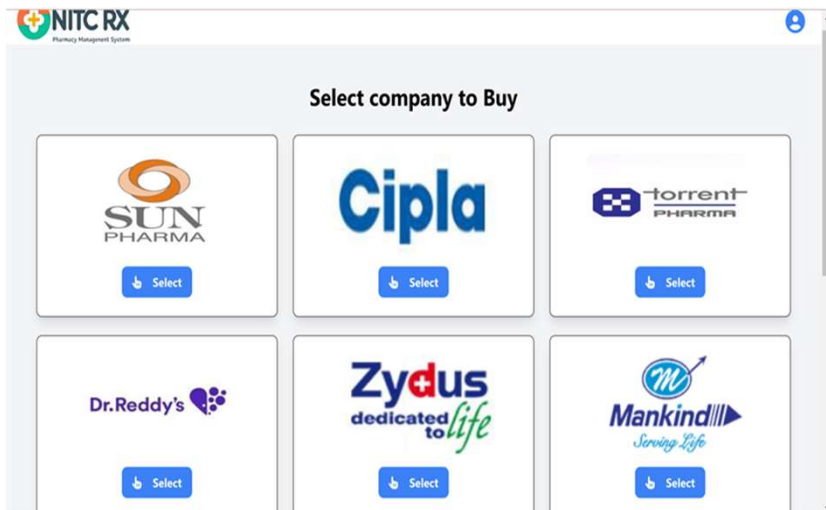 NITC RX
Pharmacy Management System
Select company to Buy
SUN
PHARMA
Select
Cipla
Select
torrent
PHARMA
Select
Dr.Reddy's
Select
Zydus
dedicated
to life
Select
m
Mankind
Serving Life
Select